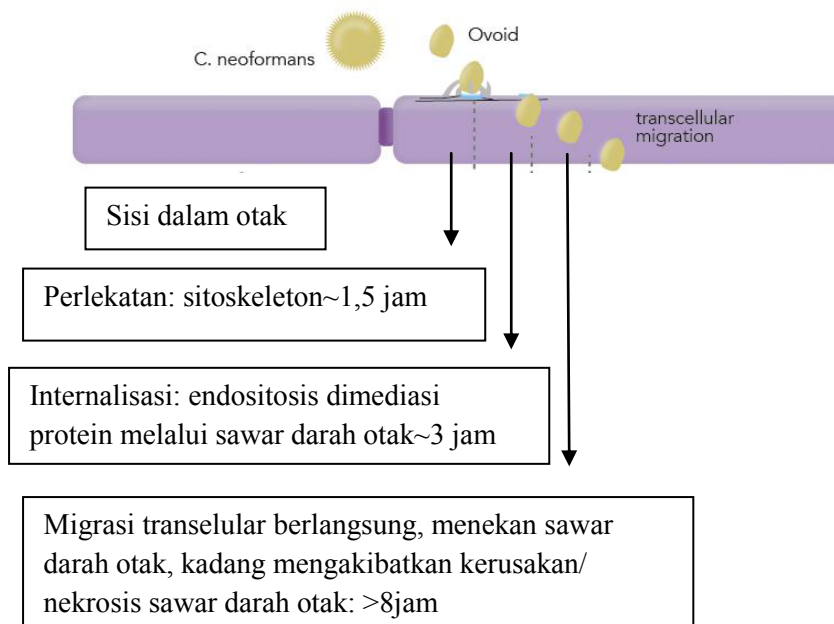 Ovoid
C. neoformans
transcellular
migration
Sisi dalam otak
Perlekatan: sitoskeleton~1,5 jam
Internalisasi: endositosis dimediasi
protein melalui sawar darah otak~3 jam
Migrasi transelular berlangsung, menekan sawar
darah otak, kadang mengakibatkan kerusakan/
nekrosis sawar darah otak: >8jam